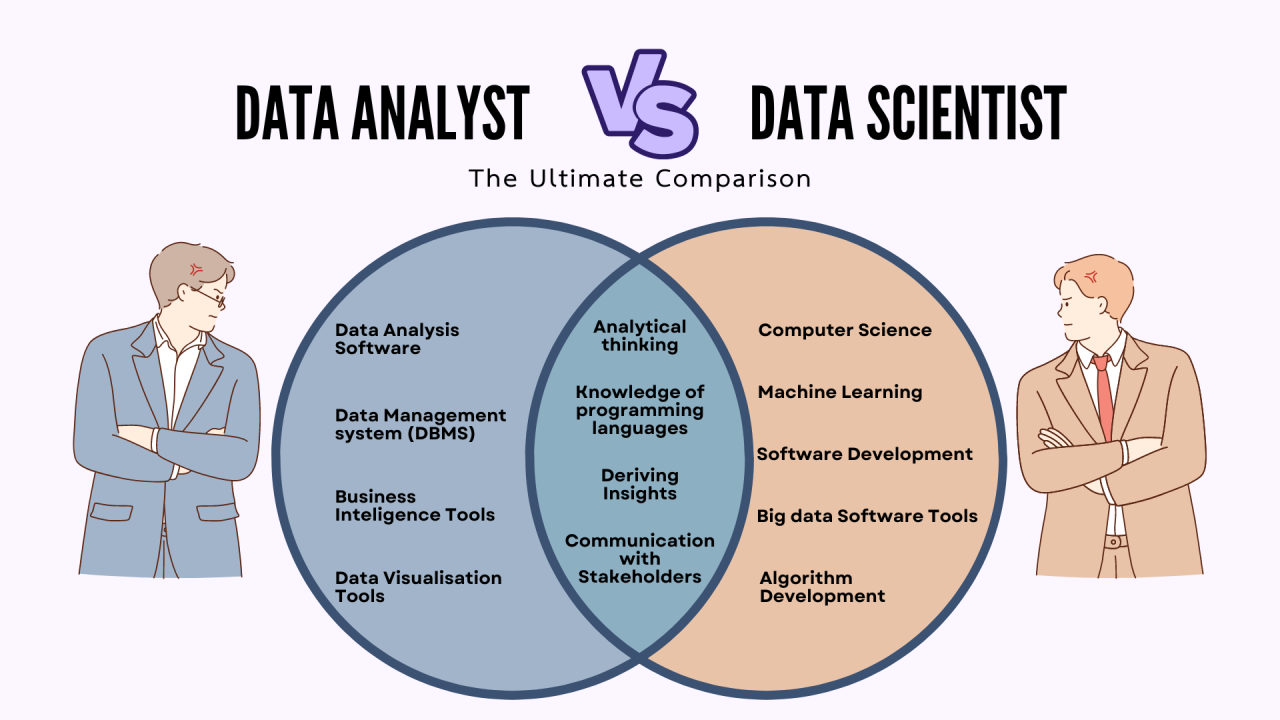 DATA ANALYST VS DATA SCIENTIST
The Ultimate Comparison
Data Analysis
Software
Data Management
system (DBMS)
Business
Inteligence Tools
Data Visualisation
Tools
Analytical
thinking
Knowledge of
programming
languages
Deriving
Insights
Communication
with
Stakeholders
Computer Science
Machine Learning
Software Development
Big data Software Tools
Algorithm
Development